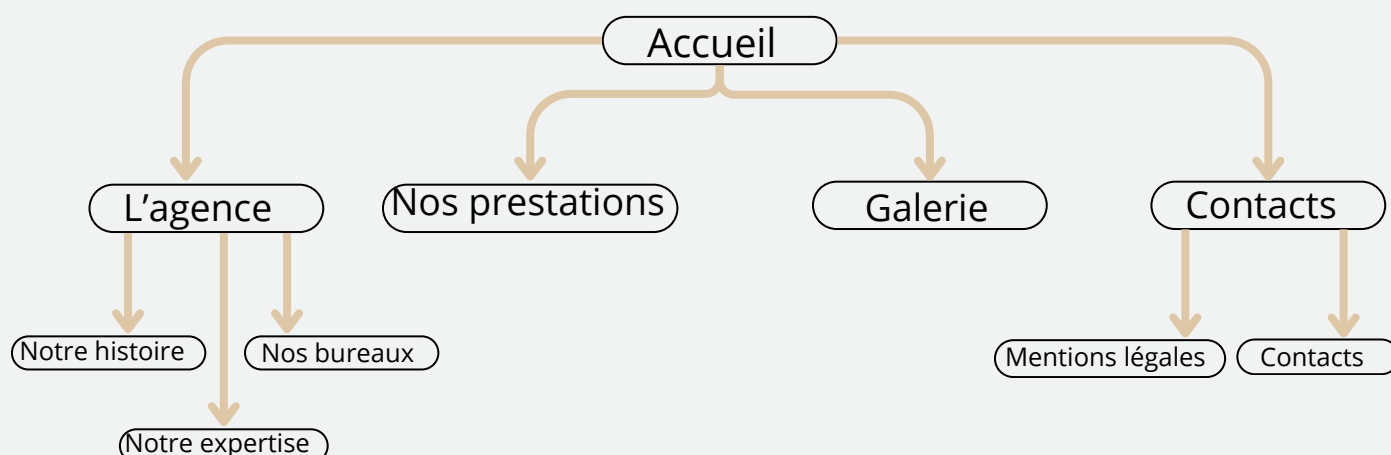 Accueil
L’agence
Nos prestations
Galerie
Contacts
Notre histoire
Nos bureaux
Mentions légales
Contacts
Notre expertise